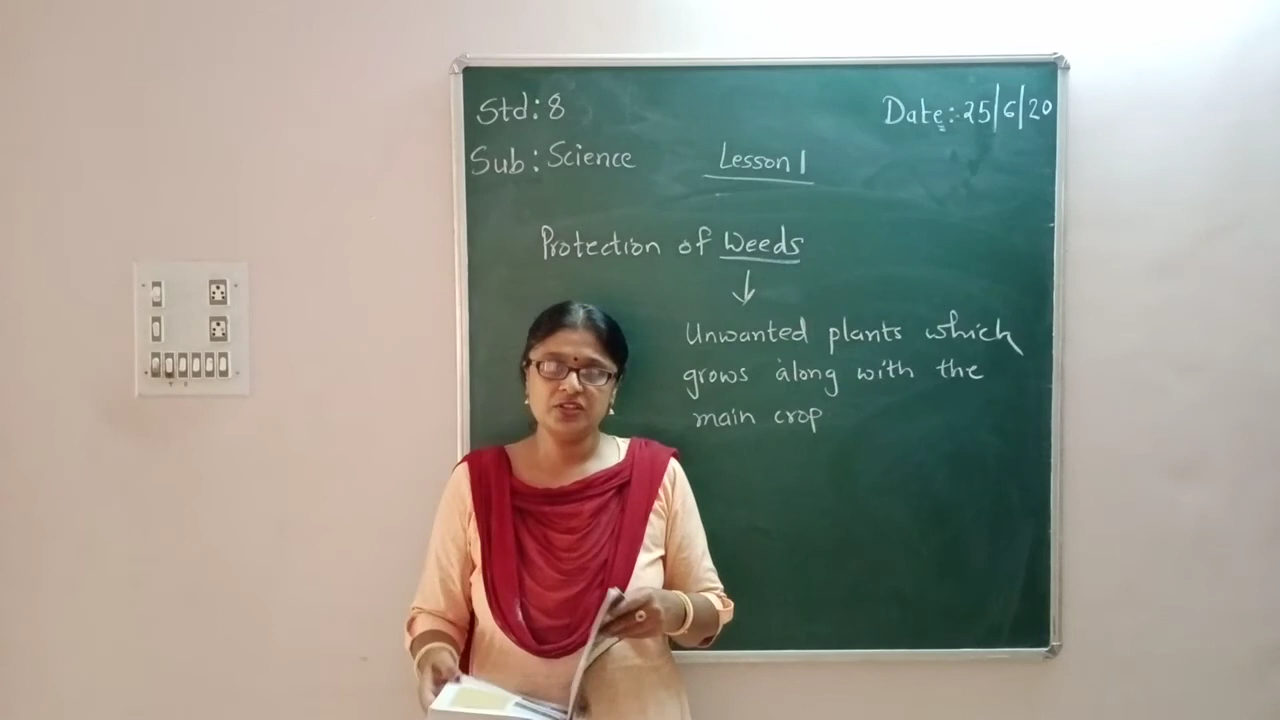 Std: 8
Date:- 25/6/20
Sub: Science
Lesson 1
Protection of Weeds
↓
Unwanted plants which
grows along with the
main crop